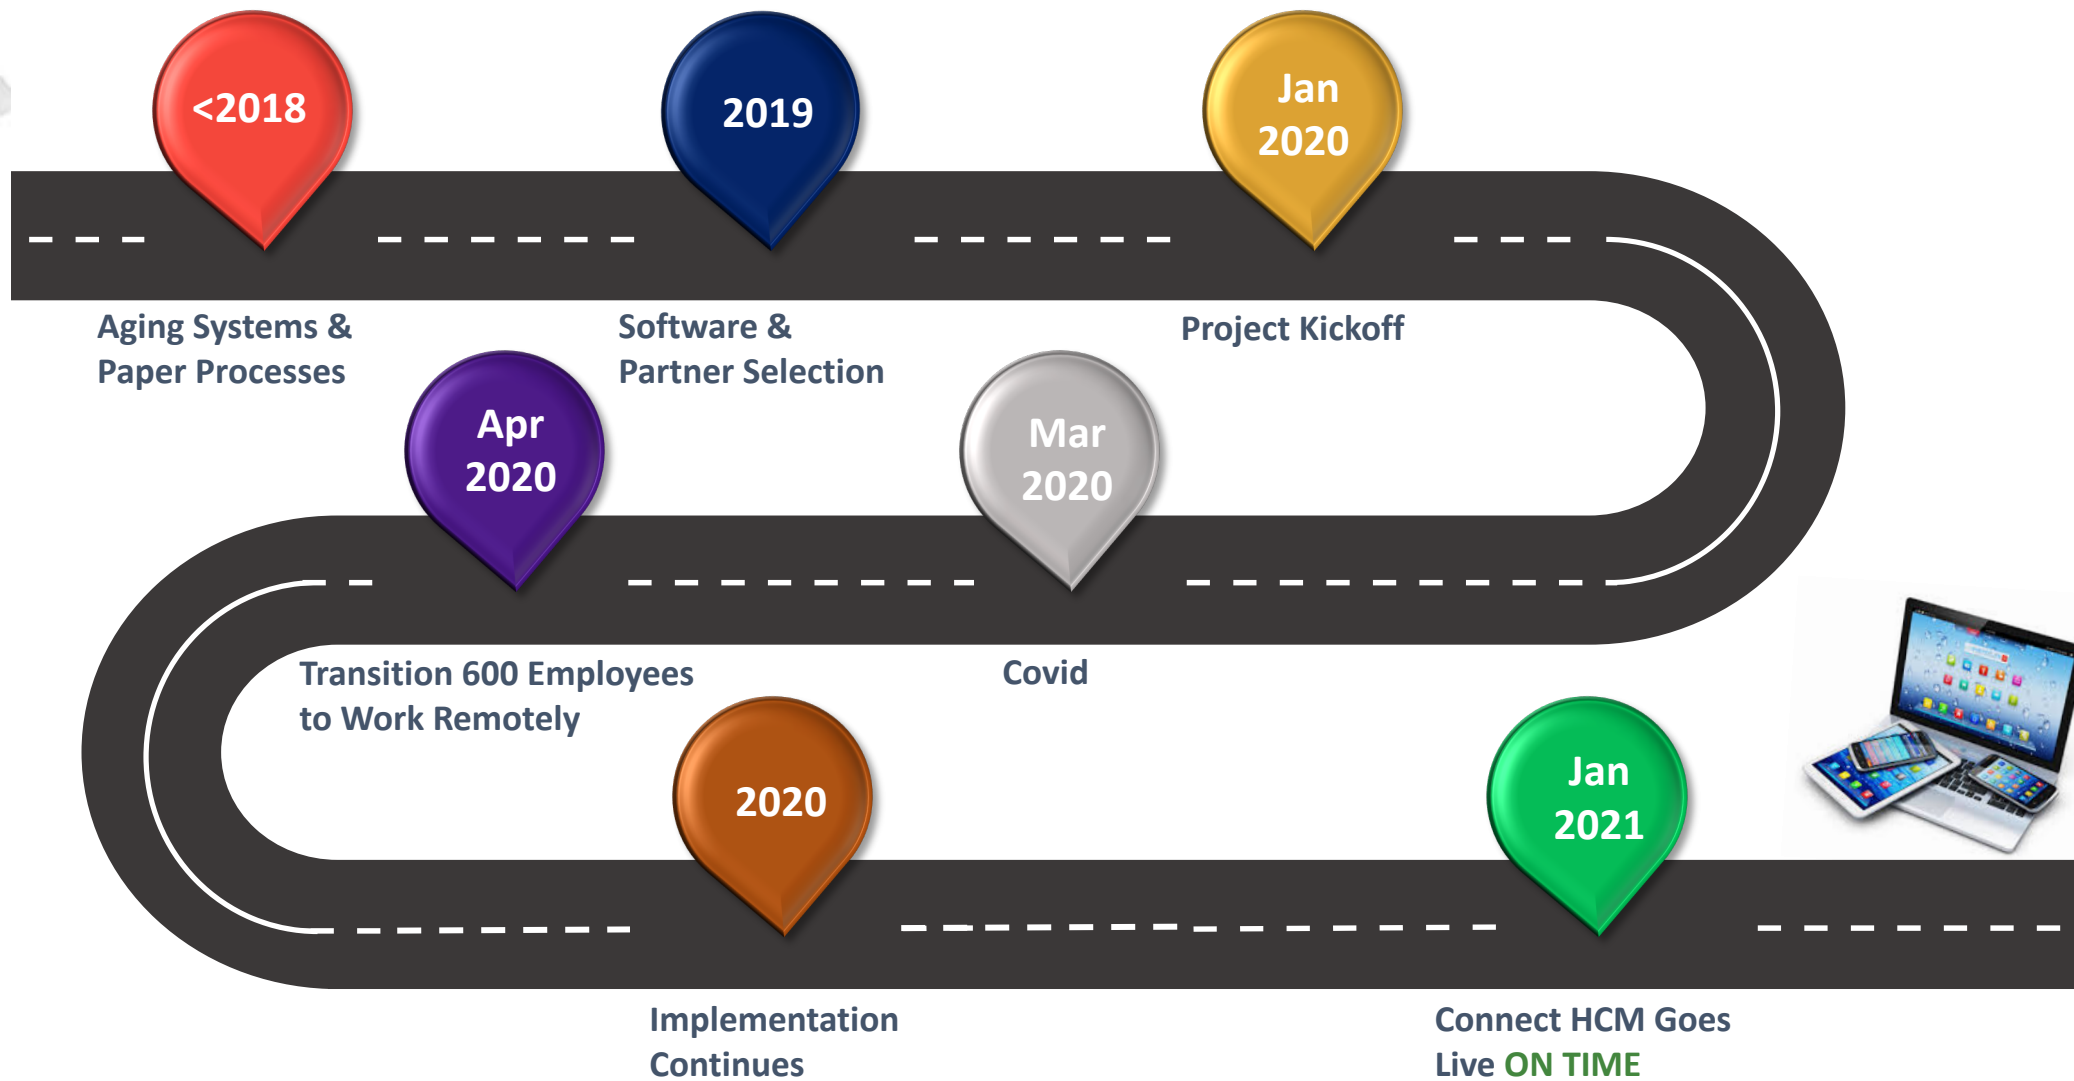 <2018
2019
Jan
2020
Aging Systems &
Paper Processes
Software &
Partner Selection
Project Kickoff
Mar
2020
Covid
Apr
2020
Transition 600 Employees
to Work Remotely
2020
Implementation
Continues
Jan
2021
Connect HCM Goes
Live ON TIME